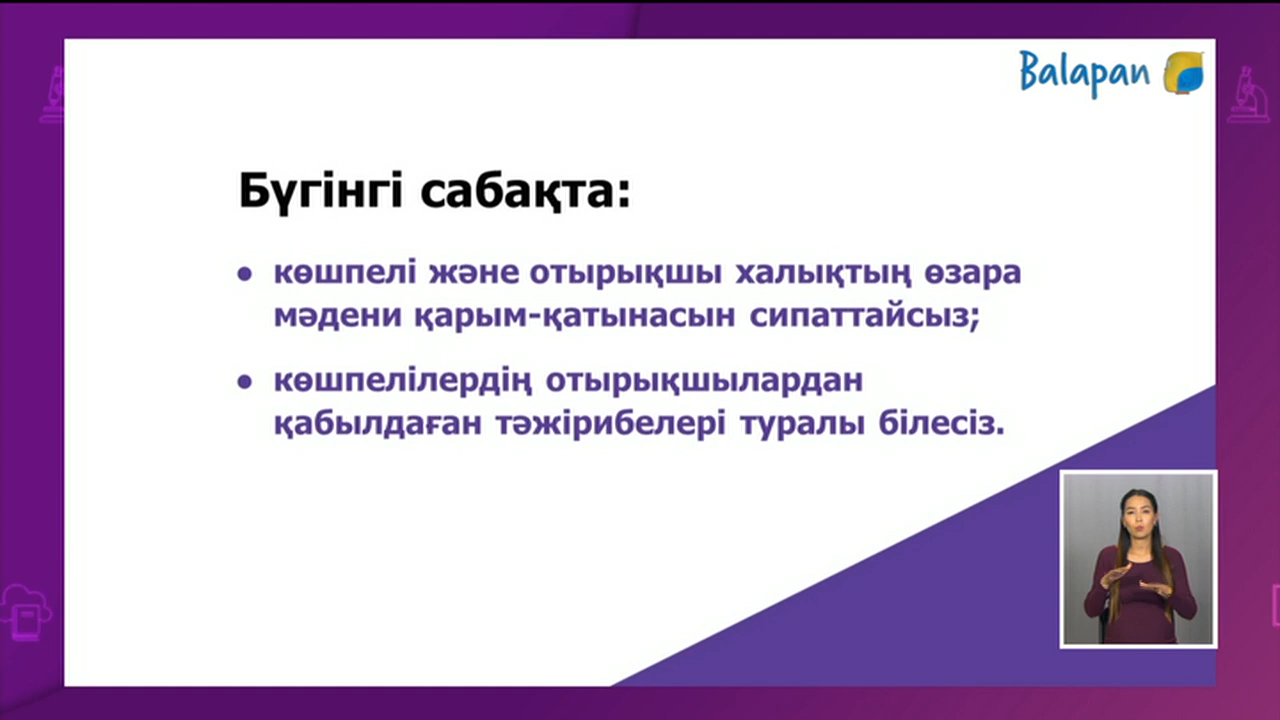 Balapan
Бүгінгі сабақта:
● көшпелі және отырықшы халықтың өзара
мәдени қарым-қатынасын сипаттайсыз;
● көшпелілердің отырықшылардан
қабылдаған тәжірибелері туралы білесіз.